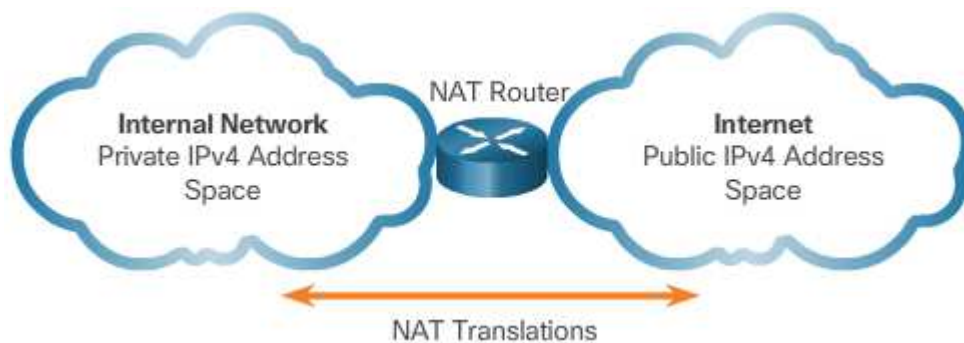 NAT Router
Internal Network
Private IPv4 Address
Space
Internet
Public IPv4 Address
Space
NAT Translations